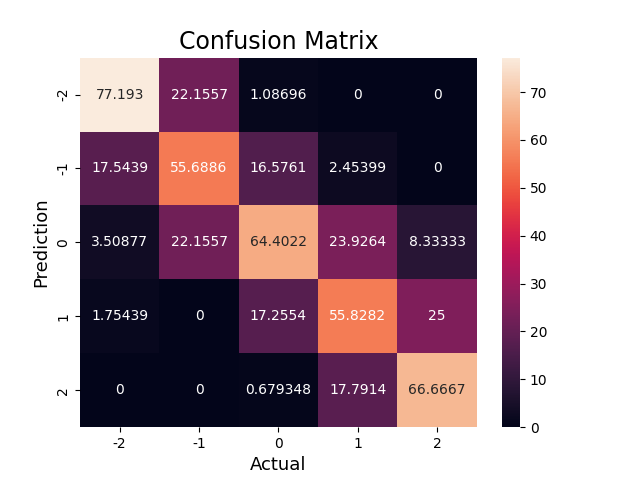 Confusion Matrix
-2 77.193 22.1557 1.08696 0 0
-1 17.5439 55.6886 16.5761 2.45399 0
0 3.50877 22.1557 64.4022 23.9264 8.33333
1 1.75439 0 17.2554 55.8282 25
2 0 0 0.679348 17.7914 66.6667
-2 -1 0 1 2
Actual
Prediction
70
60
50
40
30
20
10
0